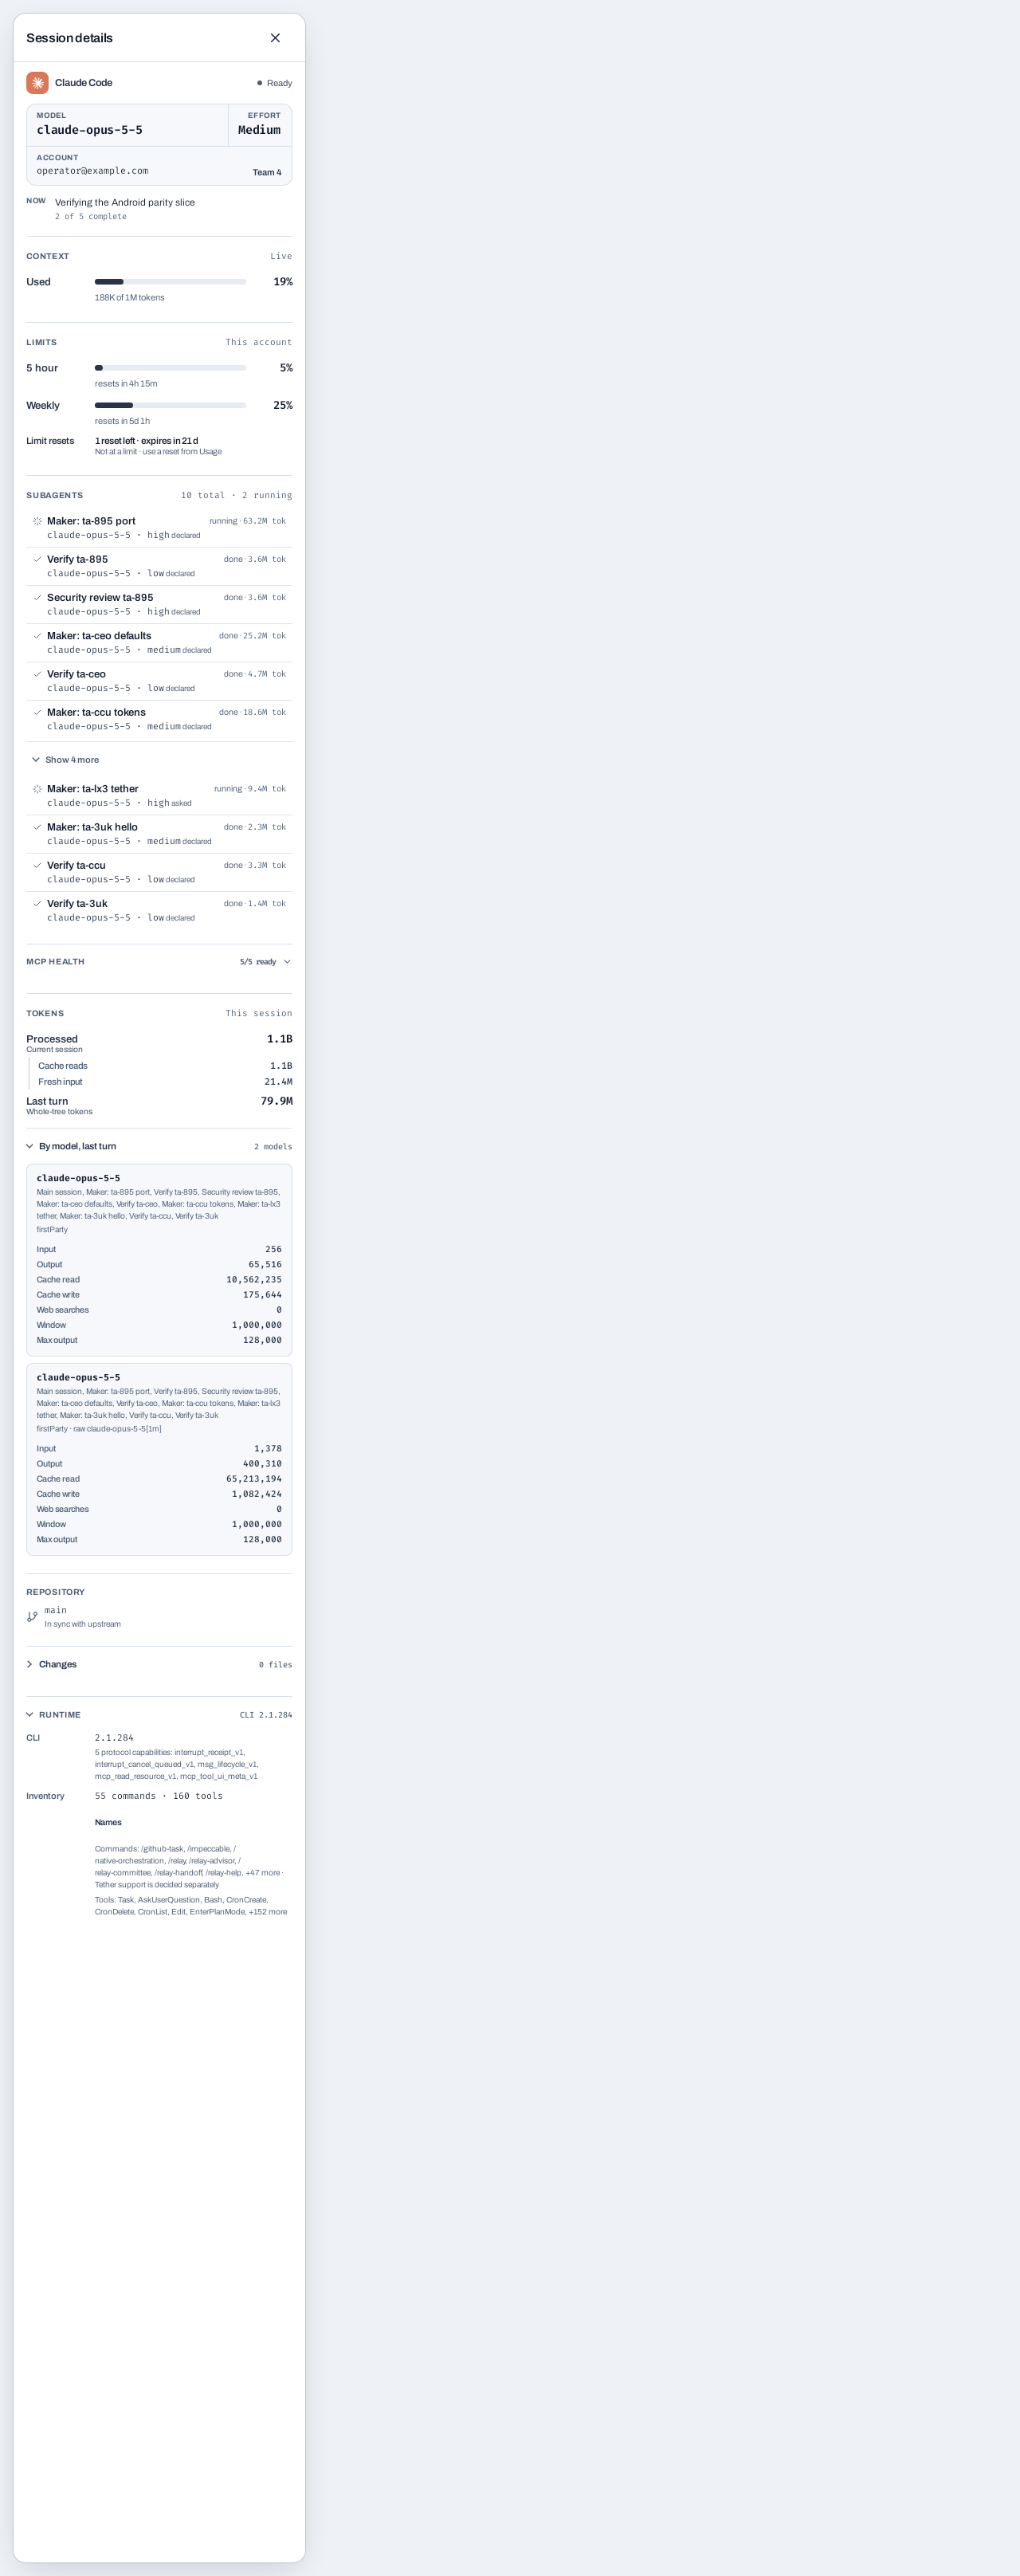 Session details
Claude Code
Ready
MODEL
claude-opus-5-5
EFFORT
Medium
ACCOUNT
operator@example.com
Team 4
NOW
Verifying the Android parity slice
2 of 5 complete
CONTEXT
Live
Used
19%
188K of 1M tokens
LIMITS
This account
5 hour
5%
resets in 4h 15m
Weekly
25%
resets in 5d 1h
Limit resets
1 reset left · expires in 21 d
Not at a limit · use a reset from Usage
SUBAGENTS
10 total · 2 running
Maker: ta-895 port
running · 63.2M tok
claude-opus-5-5 · high declared
Verify ta-895
done · 3.6M tok
claude-opus-5-5 · low declared
Security review ta-895
done · 3.6M tok
claude-opus-5-5 · high declared
Maker: ta-ceo defaults
done · 25.2M tok
claude-opus-5-5 · medium declared
Verify ta-ceo
done · 4.7M tok
claude-opus-5-5 · low declared
Maker: ta-ccu tokens
done · 18.6M tok
claude-opus-5-5 · medium declared
Show 4 more
Maker: ta-lx3 tether
running · 9.4M tok
claude-opus-5-5 · high asked
Maker: ta-3uk hello
done · 2.3M tok
claude-opus-5-5 · medium declared
Verify ta-ccu
done · 3.3M tok
claude-opus-5-5 · low declared
Verify ta-3uk
done · 1.4M tok
claude-opus-5-5 · low declared
MCP HEALTH
5/5 ready
TOKENS
This session
Processed
1.1B
Current session
Cache reads
1.1B
Fresh input
21.4M
Last turn
79.9M
Whole-tree tokens
By model, last turn
2 models
claude-opus-5-5
Main session, Maker: ta-895 port, Verify ta-895, Security review ta-895,
Maker: ta-ceo defaults, Verify ta-ceo, Maker: ta-ccu tokens, Maker: ta-lx3
tether, Maker: ta-3uk hello, Verify ta-ccu, Verify ta-3uk
firstParty
Input
256
Output
65,516
Cache read
10,562,235
Cache write
175,644
Web searches
0
Window
1,000,000
Max output
128,000
claude-opus-5-5
Main session, Maker: ta-895 port, Verify ta-895, Security review ta-895,
Maker: ta-ceo defaults, Verify ta-ceo, Maker: ta-ccu tokens, Maker: ta-lx3
tether, Maker: ta-3uk hello, Verify ta-ccu, Verify ta-3uk
firstParty · raw claude-opus-5-5[1m]
Input
1,378
Output
400,310
Cache read
65,213,194
Cache write
1,082,424
Web searches
0
Window
1,000,000
Max output
128,000
REPOSITORY
main
In sync with upstream
Changes
0 files
RUNTIME
CLI 2.1.284
CLI
2.1.284
5 protocol capabilities: interrupt_receipt_v1,
interrupt_cancel_queued_v1, msg_lifecycle_v1,
mcp_read_resource_v1, mcp_tool_ui_meta_v1
Inventory
55 commands · 160 tools
Names
Commands: /github-task, /impeccable, /
native-orchestration, /relay, /relay-advisor, /
relay-committee, /relay-handoff, /relay-help, +47 more ·
Tether support is decided separately
Tools: Task, AskUserQuestion, Bash, CronCreate,
CronDelete, CronList, Edit, EnterPlanMode, +152 more